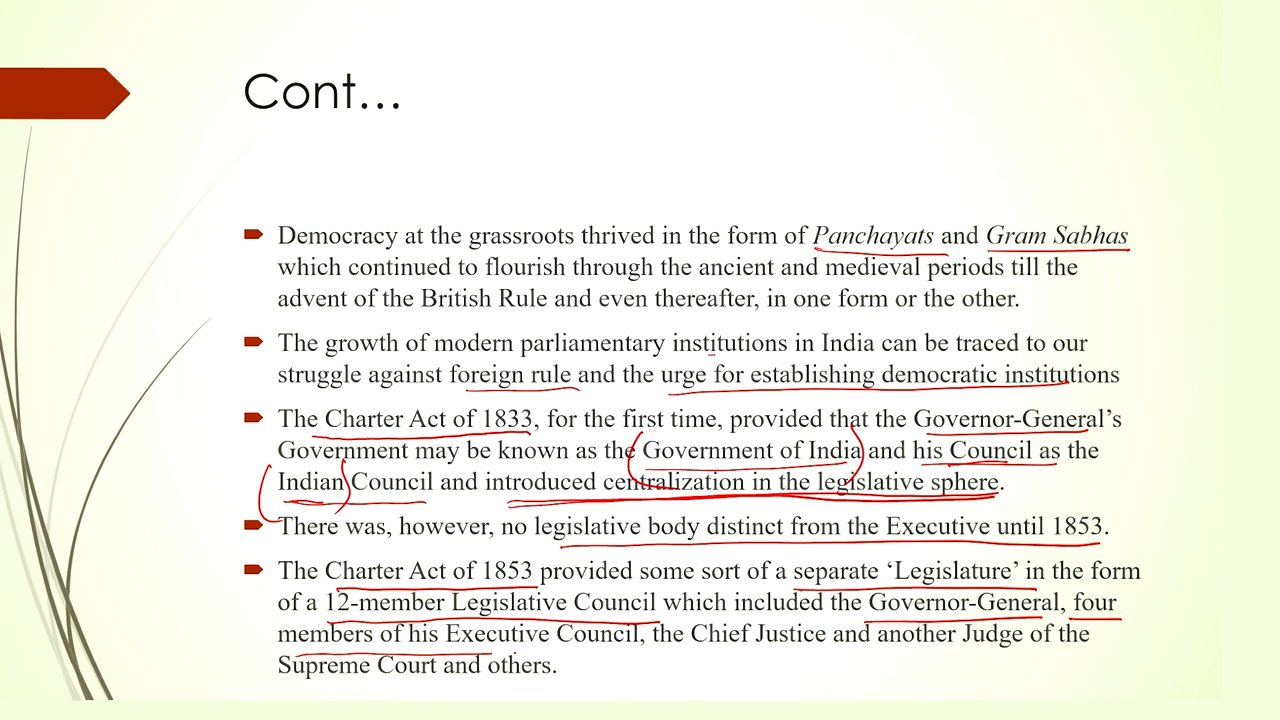 Cont…
Democracy at the grassroots thrived in the form of Panchayats and Gram Sabhas
which continued to flourish through the ancient and medieval periods till the
advent of the British Rule and even thereafter, in one form or the other.
The growth of modern parliamentary institutions in India can be traced to our
struggle against foreign rule and the urge for establishing democratic institutions
The Charter Act of 1833, for the first time, provided that the Governor-General’s
Government may be known as the Government of India and his Council as the
Indian Council and introduced centralization in the legislative sphere.
There was, however, no legislative body distinct from the Executive until 1853.
The Charter Act of 1853 provided some sort of a separate ‘Legislature’ in the form
of a 12-member Legislative Council which included the Governor-General, four
members of his Executive Council, the Chief Justice and another Judge of the
Supreme Court and others.